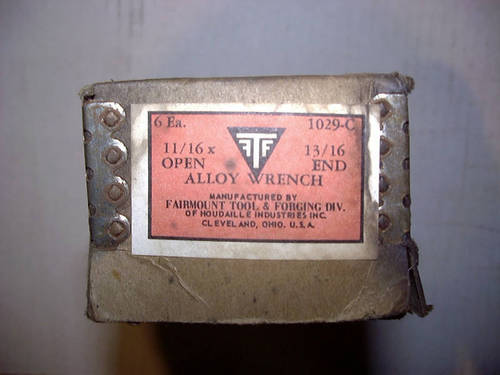 6 Ea. 1029-C
FTF
11/16 x 13/16
OPEN END
ALLOY WRENCH
MANUFACTURED BY
FAIRMOUNT TOOL & FORGING DIV.
OF HOUDAILLE INDUSTRIES INC.
CLEVELAND, OHIO. U.S.A.